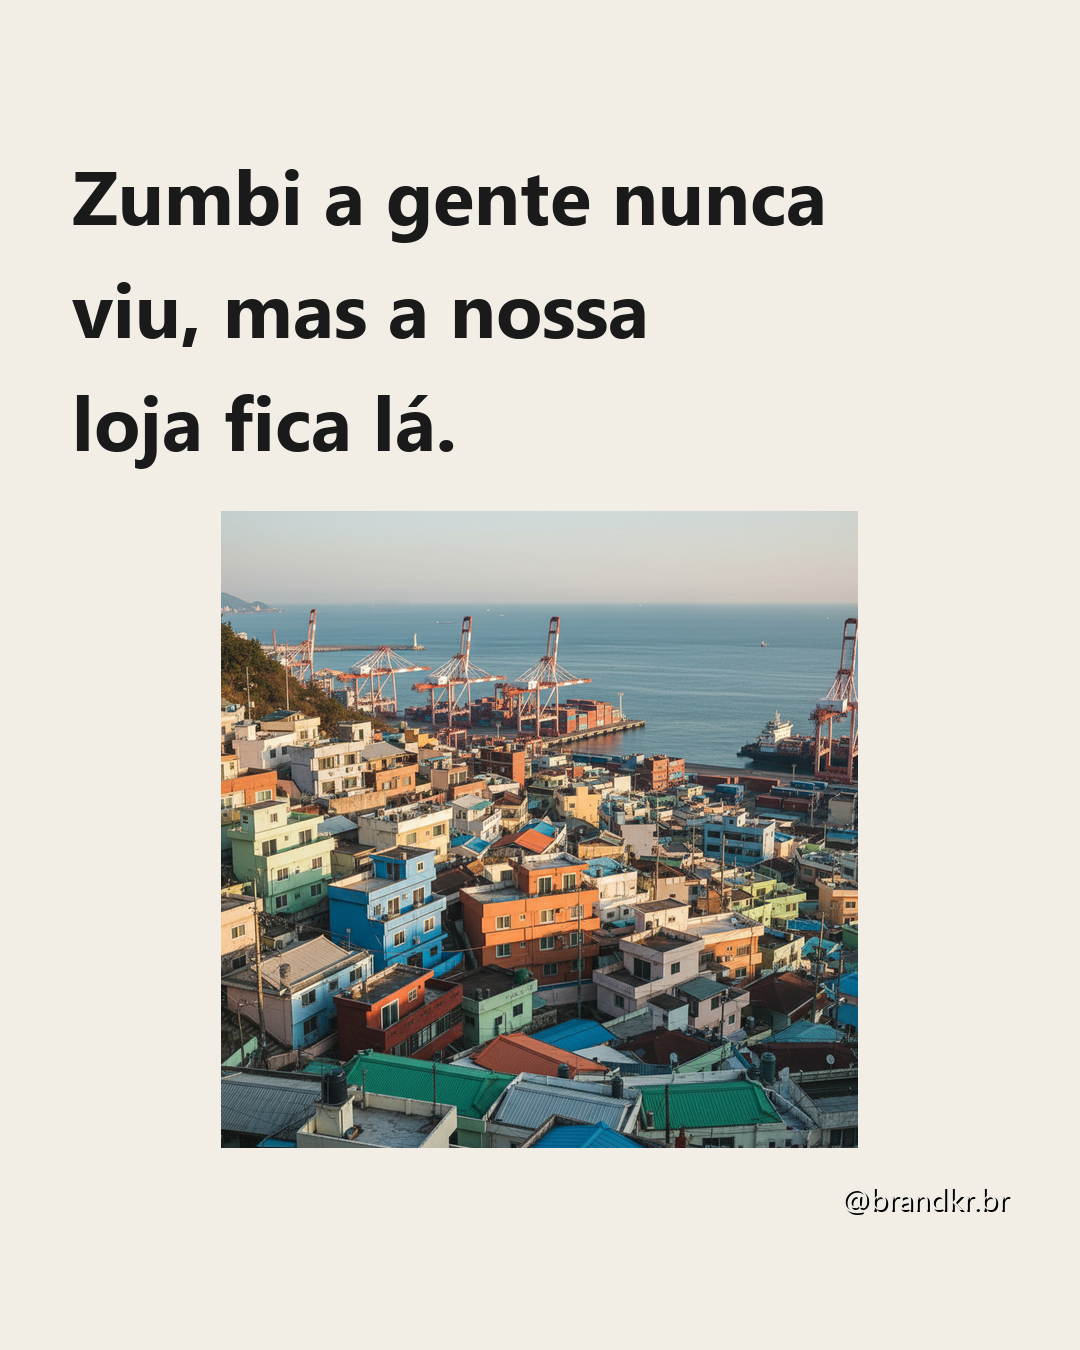 Zumbi a gente nunca
viu, mas a nossa
loja fica lá.
@brandkr.br